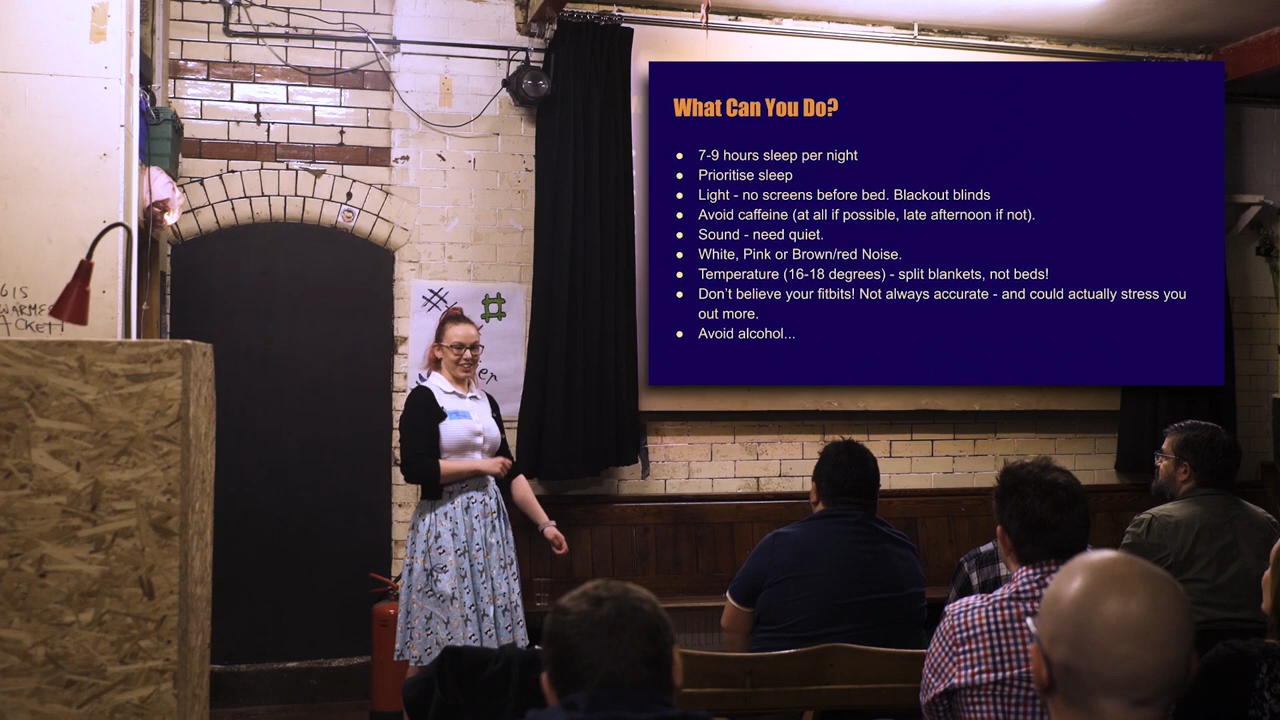 What Can You Do?
● 7-9 hours sleep per night
● Prioritise sleep
● Light - no screens before bed. Blackout blinds
● Avoid caffeine (at all if possible, late afternoon if not).
● Sound - need quiet.
● White, Pink or Brown/red Noise.
● Temperature (16-18 degrees) - split blankets, not beds!
● Don't believe your fitbits! Not always accurate - and could actually stress you
out more.
● Avoid alcohol...
IS